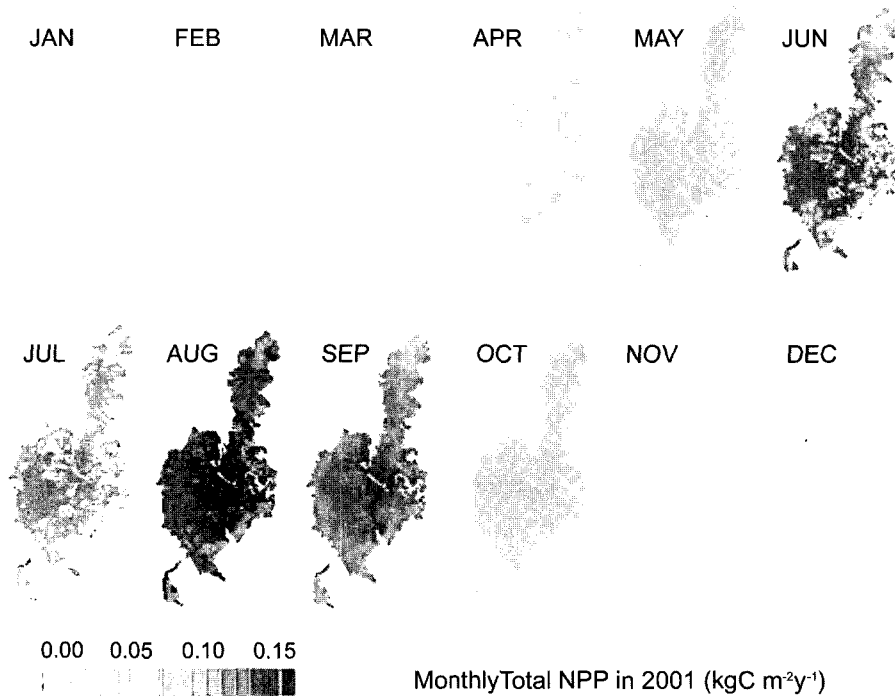 JAN FEB MAR APR MAY JUN
JUL AUG SEP OCT NOV DEC
0.00 0.05 0.10 0.15
MonthlyTotal NPP in 2001 (kgC m⁻²y⁻¹)